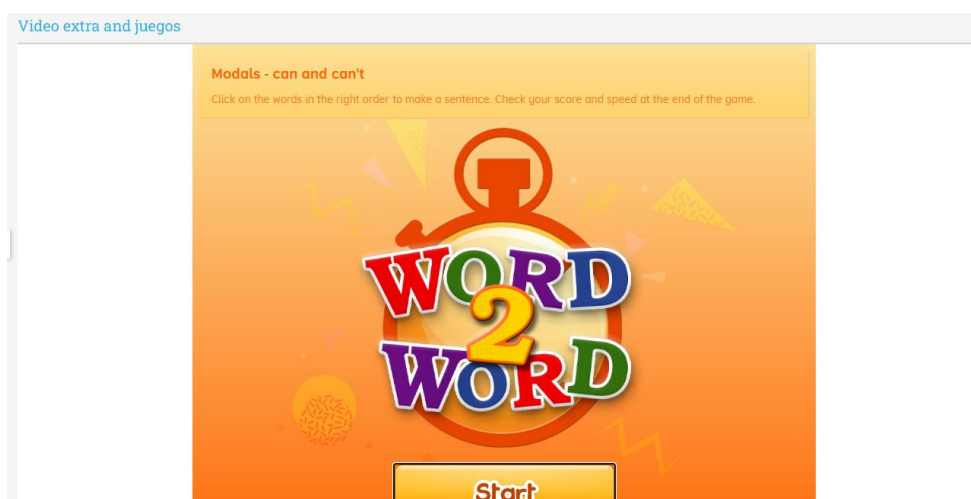 Video extra and juegos
Modals - can and can't
Click on the words in the right order to make a sentence. Check your score and speed at the end of the game.
WORD
2
WORD
Start